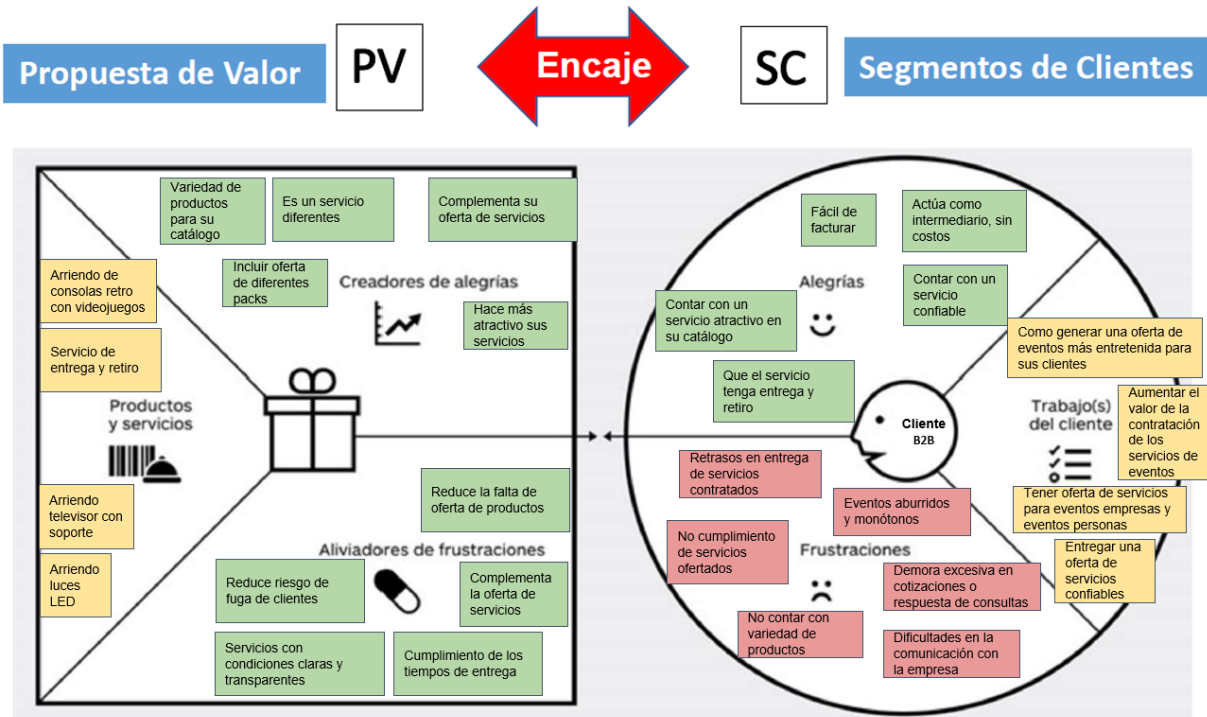 Propuesta de Valor
PV
Encaje
SC
Segmentos de Clientes
Variedad de
productos
para su
catálogo
Es un servicio
diferentes
Complementa su
oferta de servicios
Incluir oferta
de diferentes
packs
Creadores de alegrías
Hace más
atractivo sus
servicios
Arriendo de
consolas retro
con videojuegos
Servicio de
entrega y retiro
Productos
y servicios
Arriendo
televisor con
soporte
Arriendo
luces
LED
Reduce la falta de
oferta de productos
Aliviadores de frustraciones
Reduce riesgo de
fuga de clientes
Complementa
la oferta de
servicios
Servicios con
condiciones claras y
transparentes
Cumplimiento de los
tiempos de entrega
Fácil de
facturar
Actúa como
intermediario, sin
costos
Alegrías
Contar con un
servicio
confiable
Contar con un
servicio atractivo en
su catálogo
Que el servicio
tenga entrega y
retiro
Cliente
B2B
Como generar una oferta de
eventos más entretenida para
sus clientes
Trabajo(s)
del cliente
Aumentar el
valor de la
contratación
de los
servicios de
eventos
Tener oferta de servicios
para eventos empresas y
eventos personas
Entregar una
oferta de
servicios
confiables
Retrasos en entrega
de servicios
contratados
Eventos aburridos
y monótonos
No cumplimiento
de servicios
ofertados
Frustraciones
Demora excesiva en
cotizaciones o
respuesta de consultas
No contar con
variedad de
productos
Dificultades en la
comunicación con
la empresa